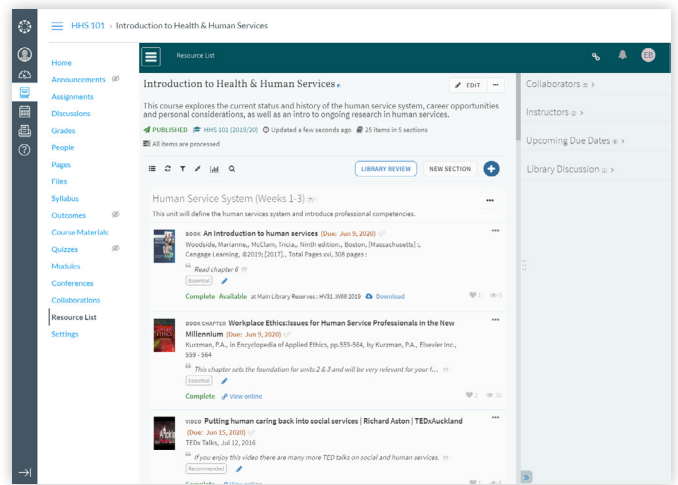 HHS 101 › Introduction to Health & Human Services
Home
Announcements
Assignments
Discussions
Grades
People
Pages
Files
Syllabus
Outcomes
Course Materials
Quizzes
Modules
Conferences
Collaborations
Resource List
Settings
Resource List
EB
Introduction to Health & Human Services
EDIT
This course explores the current status and history of the human service system, career opportunities
and personal considerations, as well as an intro to ongoing research in human services.
PUBLISHED HHS 101 (2019/20) Updated a few seconds ago 25 items in 5 sections
All items are processed
LIBRARY REVIEW NEW SECTION
Human Service System (Weeks 1-3)
This unit will define the human services system and introduce professional competencies.
BOOK An Introduction to human services (Due: Jun 9, 2020)
Woodside, Marianne,, McClam, Tricia,, Ninth edition., Boston, [Massachusetts] :,
Cengage Learning, ©2019; [2017]., Total Pages xvi, 308 pages :
Read chapter 6
Essential
Complete Available at Main Library Reserves: HV31 .W66 2019 Download
1
BOOK CHAPTER Workplace Ethics:Issues for Human Service Professionals in the New
Millennium (Due: Jun 9, 2020)
Kurzman, P.A., in Encyclopedia of Applied Ethics, pp.559-564, by Kurzman, P.A., Elsevier Inc.,
559 - 564
This chapter sets the foundation for units 2 & 3 and will be very relevant for your f...
Essential
Complete View online
2 36
VIDEO Putting human caring back into social services | Richard Aston | TEDxAuckland
(Due: Jun 15, 2020)
TEDx Talks, Jul 12, 2016
If you enjoy this video there are many more TED talks on social and human services.
Recommended
Complete View online
Collaborators
Instructors
Upcoming Due Dates
Library Discussion